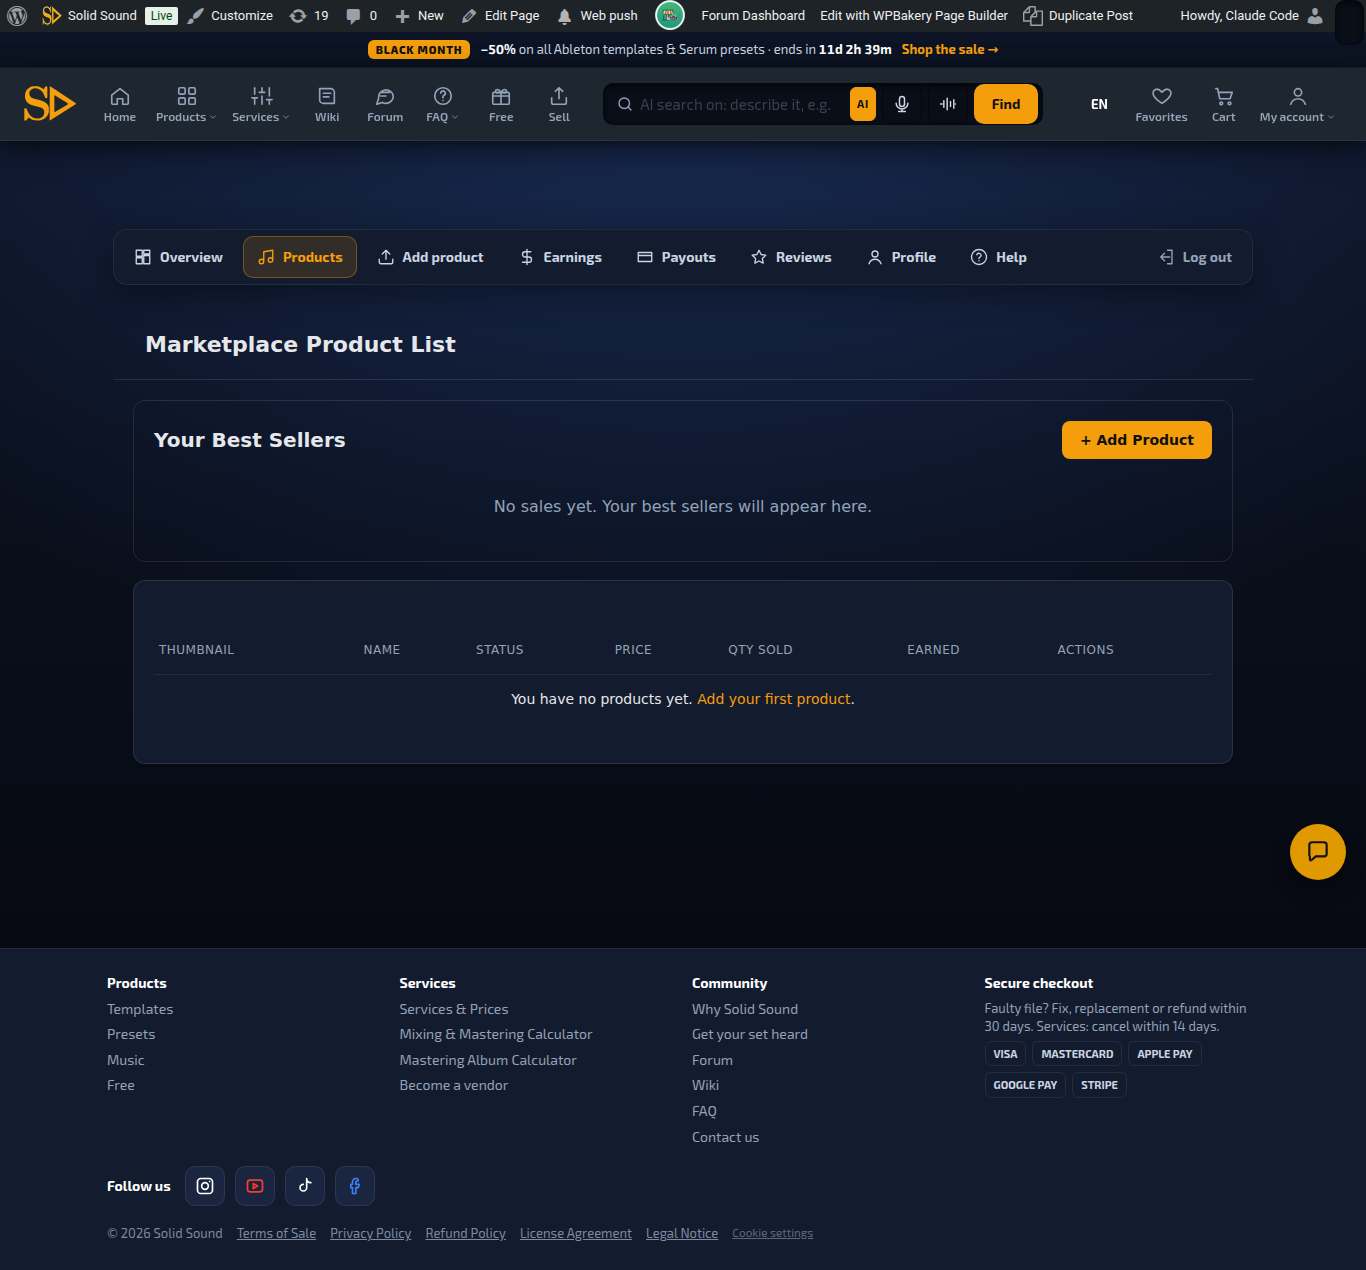 Solid Sound Live Customize 19 0 New Edit Page Web push Forum Dashboard Edit with WPBakery Page Builder Duplicate Post Howdy, Claude Code
BLACK MONTH −50% on all Ableton templates & Serum presets · ends in 11d 2h 39m Shop the sale →
Home Products Services Wiki Forum FAQ Free Sell AI search on: describe it, e.g. AI Find EN Favorites Cart My account
Overview Products Add product Earnings Payouts Reviews Profile Help Log out
Marketplace Product List
Your Best Sellers + Add Product
No sales yet. Your best sellers will appear here.
THUMBNAIL NAME STATUS PRICE QTY SOLD EARNED ACTIONS
You have no products yet. Add your first product.
Products
Templates
Presets
Music
Free
Services
Services & Prices
Mixing & Mastering Calculator
Mastering Album Calculator
Become a vendor
Community
Why Solid Sound
Get your set heard
Forum
Wiki
FAQ
Contact us
Secure checkout
Faulty file? Fix, replacement or refund within
30 days. Services: cancel within 14 days.
VISA MASTERCARD APPLE PAY
GOOGLE PAY STRIPE
Follow us
© 2026 Solid Sound Terms of Sale Privacy Policy Refund Policy License Agreement Legal Notice Cookie settings